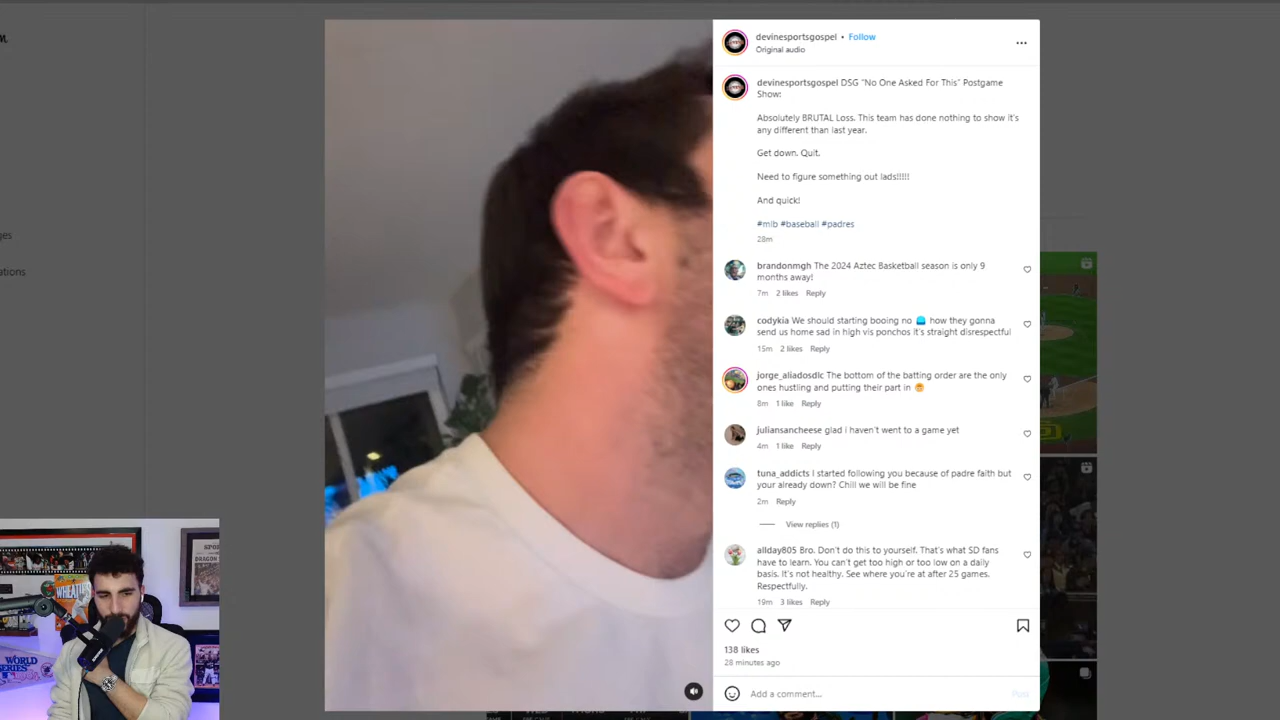 devinesportsgospel • Follow
Original audio
devinesportsgospel DSG "No One Asked For This" Postgame
Show:
Absolutely BRUTAL Loss. This team has done nothing to show it's
any different than last year.
Get down. Quit.
Need to figure something out lads!!!!!
And quick!
#mlb #baseball #padres
28m
brandonmgh The 2024 Aztec Basketball season is only 9
months away!
7m 2 likes Reply
codykia We should starting booing no 🧢 how they gonna
send us home sad in high vis ponchos it's straight disrespectful
15m 2 likes Reply
jorge_aliadosdlc The bottom of the batting order are the only
ones hustling and putting their part in
8m 1 like Reply
juliansancheese glad i haven't went to a game yet
4m 1 like Reply
tuna_addicts I started following you because of padre faith but
your already down? Chill we will be fine
2m Reply
View replies (1)
allday805 Bro. Don't do this to yourself. That's what SD fans
have to learn. You can't get too high or too low on a daily
basis. It's not healthy. See where you're at after 25 games.
Respectfully.
19m 3 likes Reply
138 likes
28 minutes ago
Add a comment...
Post
ges
ations
WHEATIES
DRAGON
WORLD
SERIES